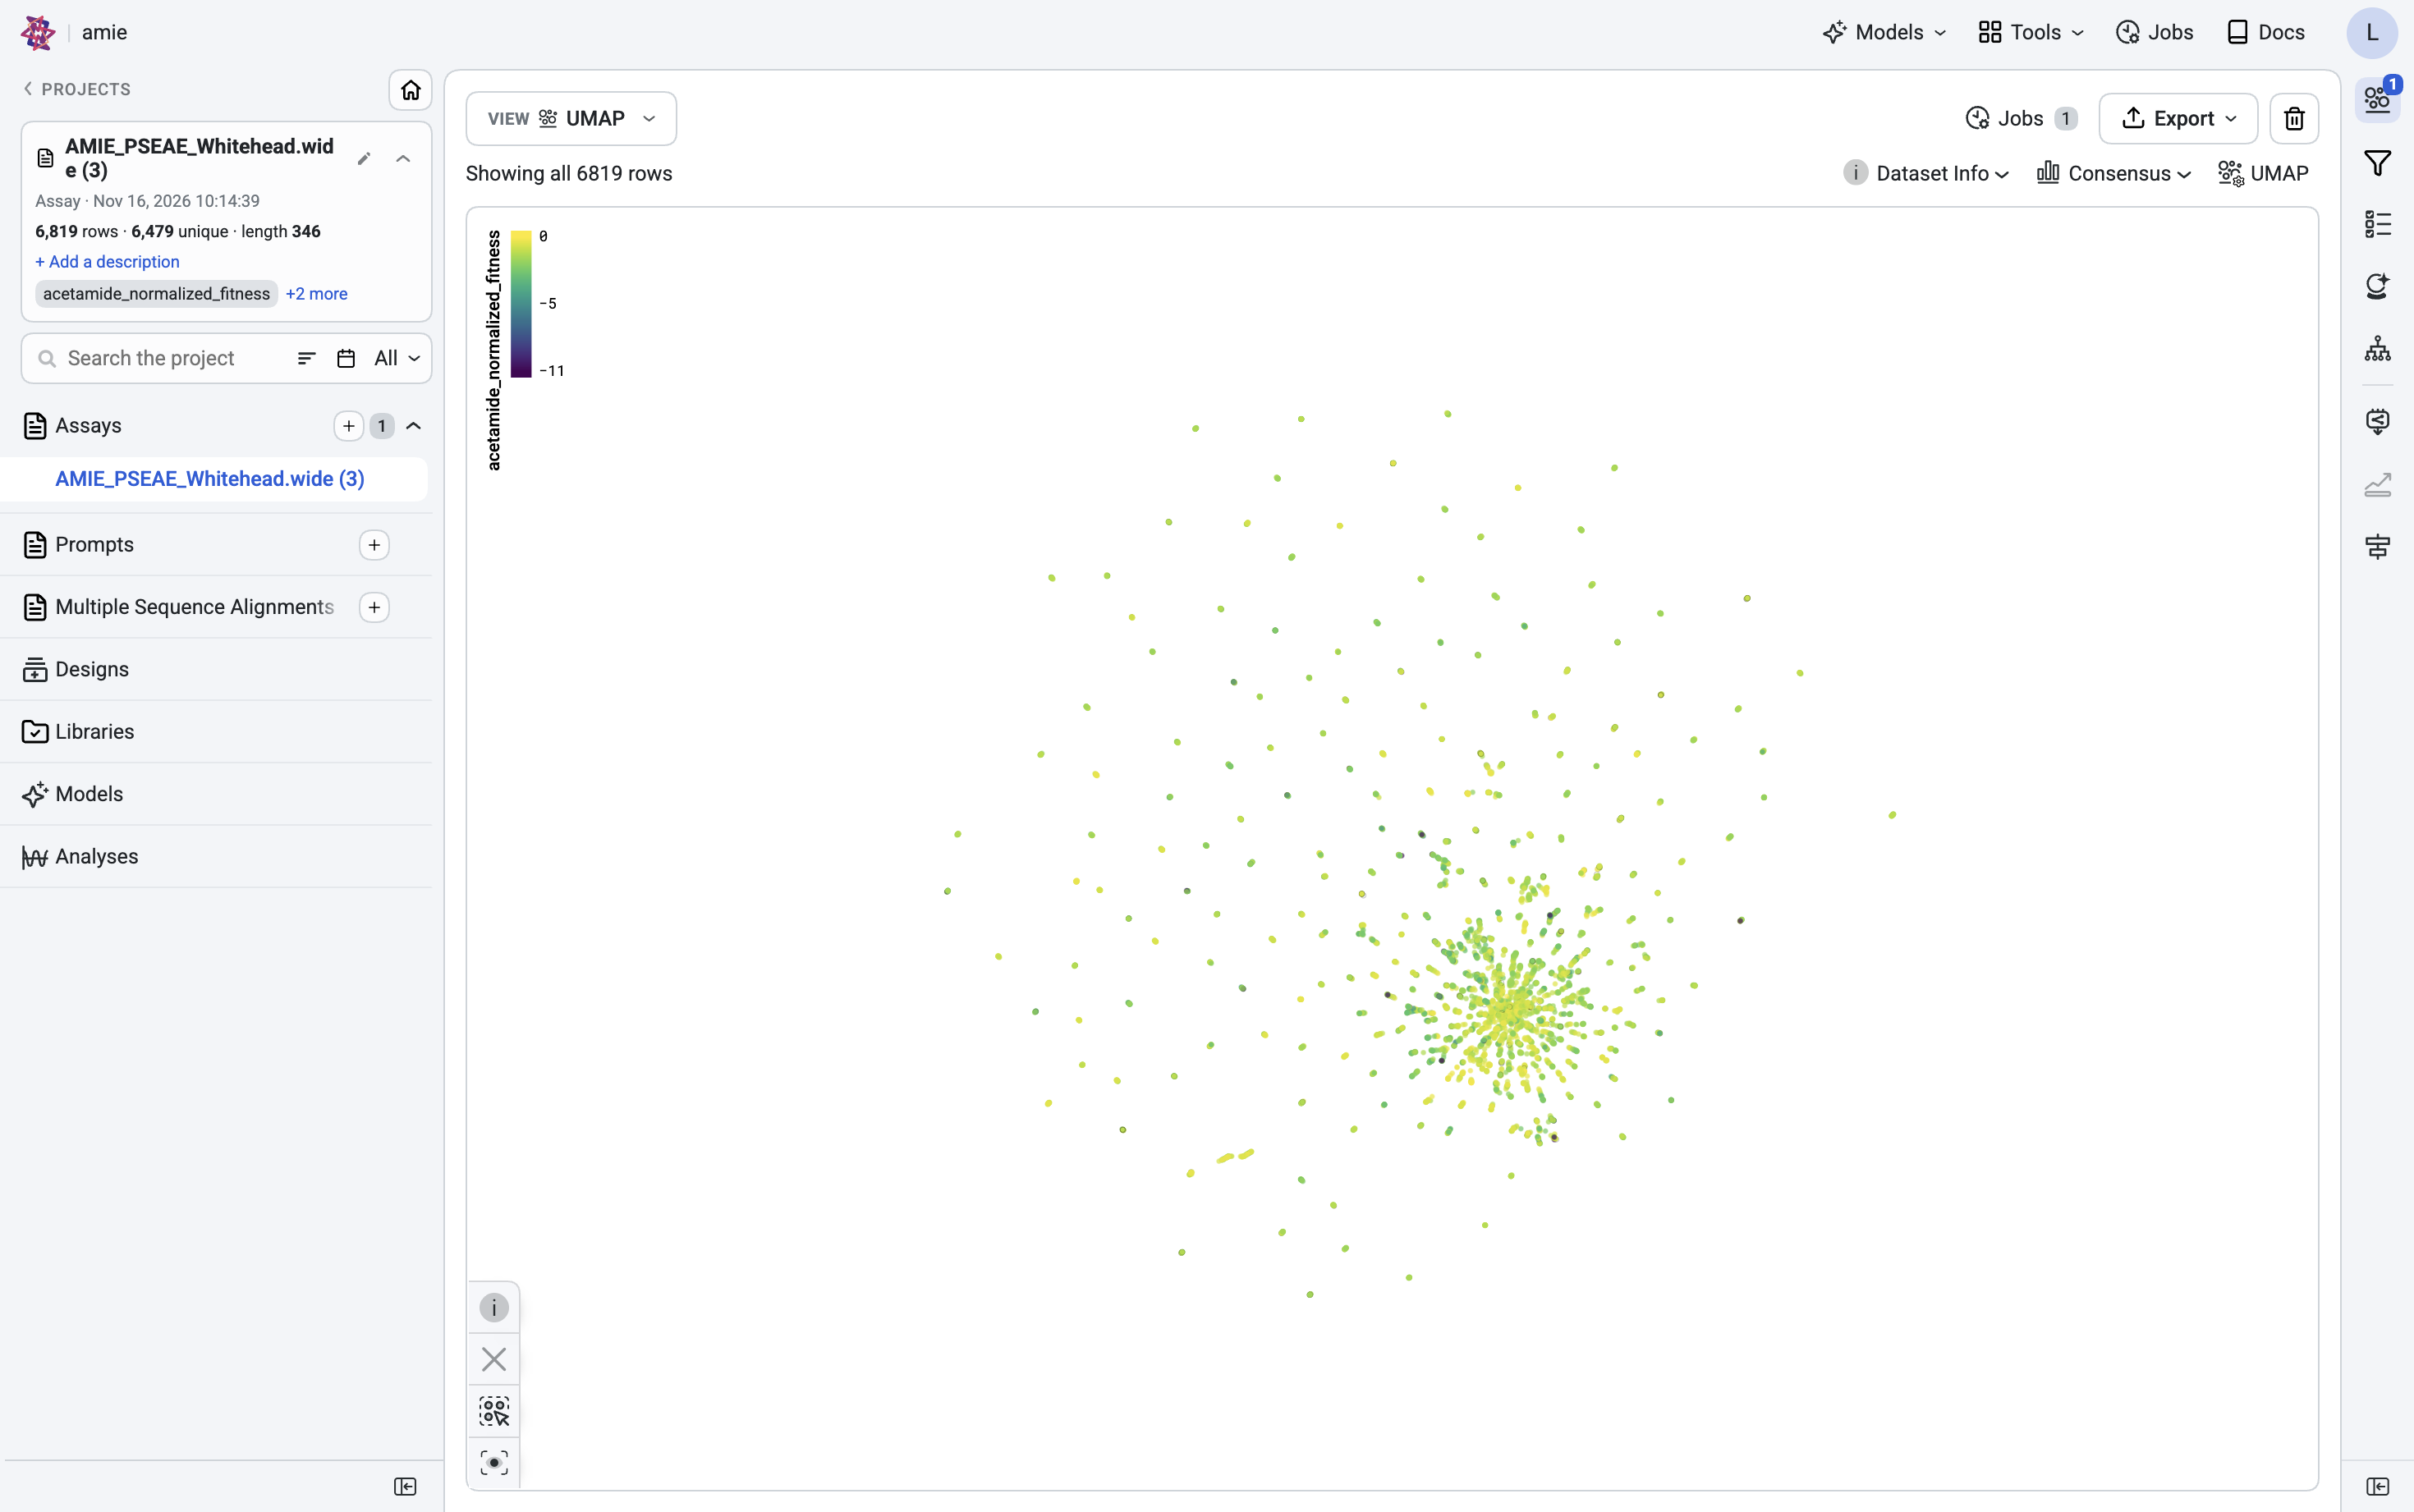 amie
Models
Tools
Jobs
Docs
L
PROJECTS
AMIE_PSEAE_Whitehead.wid
e (3)
Assay · Nov 16, 2026 10:14:39
6,819 rows · 6,479 unique · length 346
+ Add a description
acetamide_normalized_fitness +2 more
Search the project
All
Assays
+
1
AMIE_PSEAE_Whitehead.wide (3)
Prompts
+
Multiple Sequence Alignments
+
Designs
Libraries
Models
Analyses
VIEW UMAP
Jobs 1
Export
Showing all 6819 rows
i Dataset Info
Consensus
UMAP
acetamide_normalized_fitness
0
−5
−11
i
1